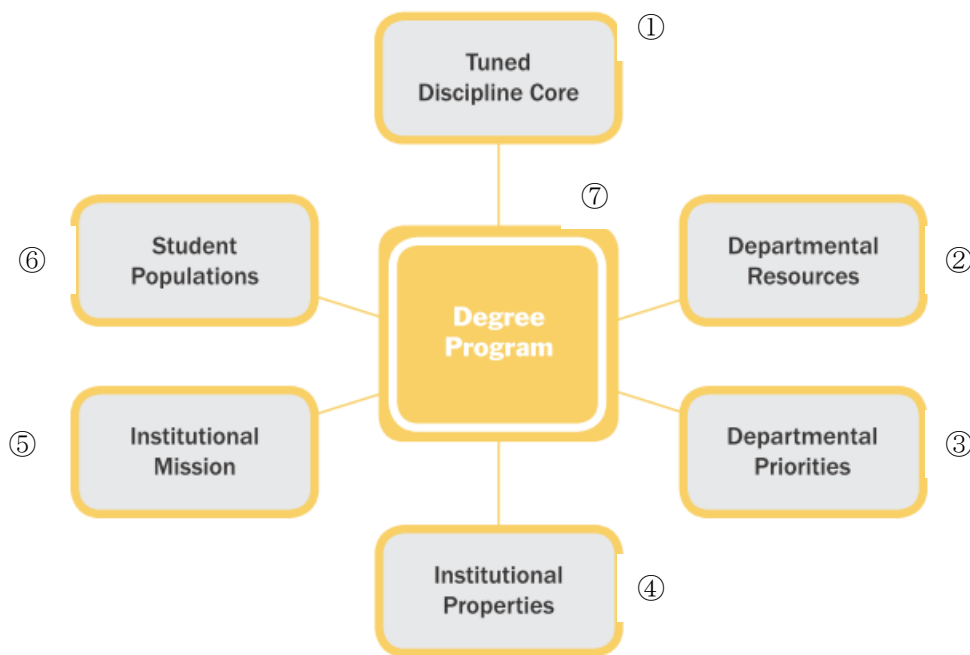 ①
Tuned
Discipline Core
⑦
②
Departmental
Resources
③
Departmental
Priorities
④
Institutional
Properties
⑤
Institutional
Mission
⑥
Student
Populations
Degree
Program